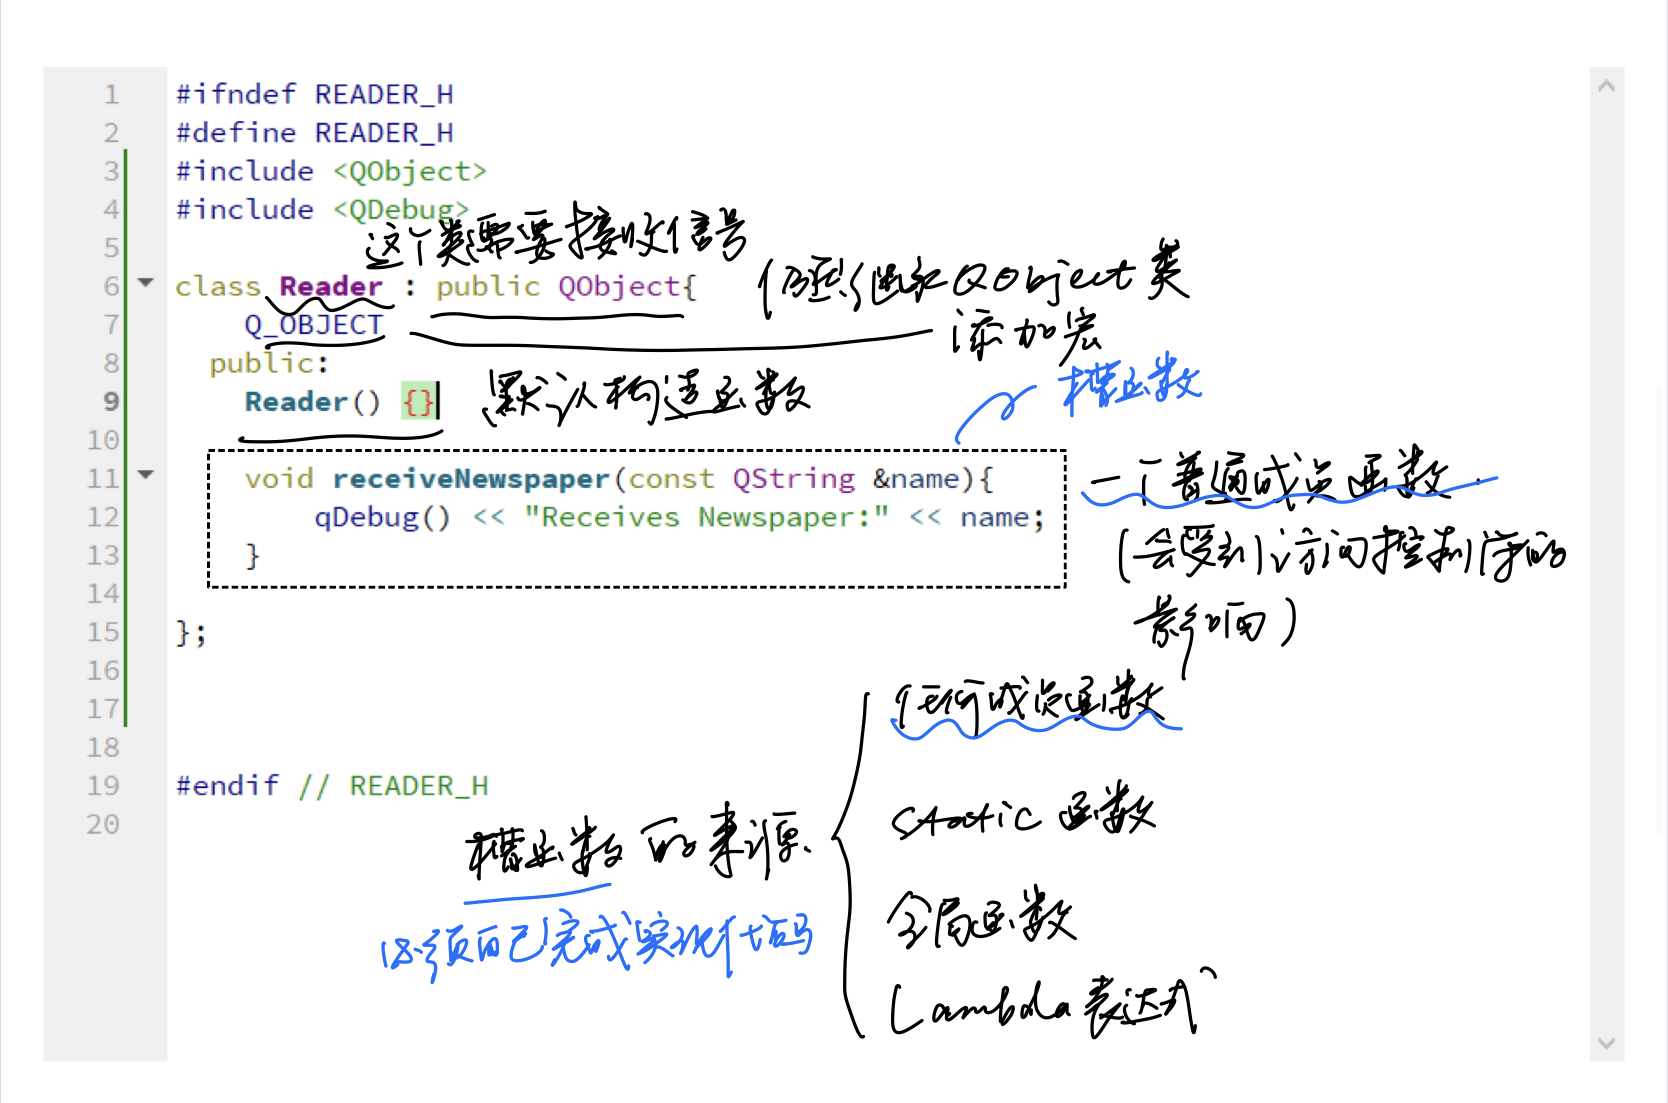 1 #ifndef READER_H
2 #define READER_H
3 #include <QObject>
4 #include <QDebug>
5 这个类需要接收信号
6 class Reader : public QObject{ 仍然继承QObject类
7 Q_OBJECT 添加宏
8 public: 槽函数
9 Reader() {} 默认构造函数
10
11 void receiveNewspaper(const QString &name){ 一个普通成员函数.
12 qDebug() << "Receives Newspaper:" << name;
13 } (会受到访问控制符的
14 影响)
15 };
16
17 任何成员函数
18
19 #endif // READER_H static 函数
20
槽函数的来源.
必须自己完成实现代码
全局函数
Lambda 表达式